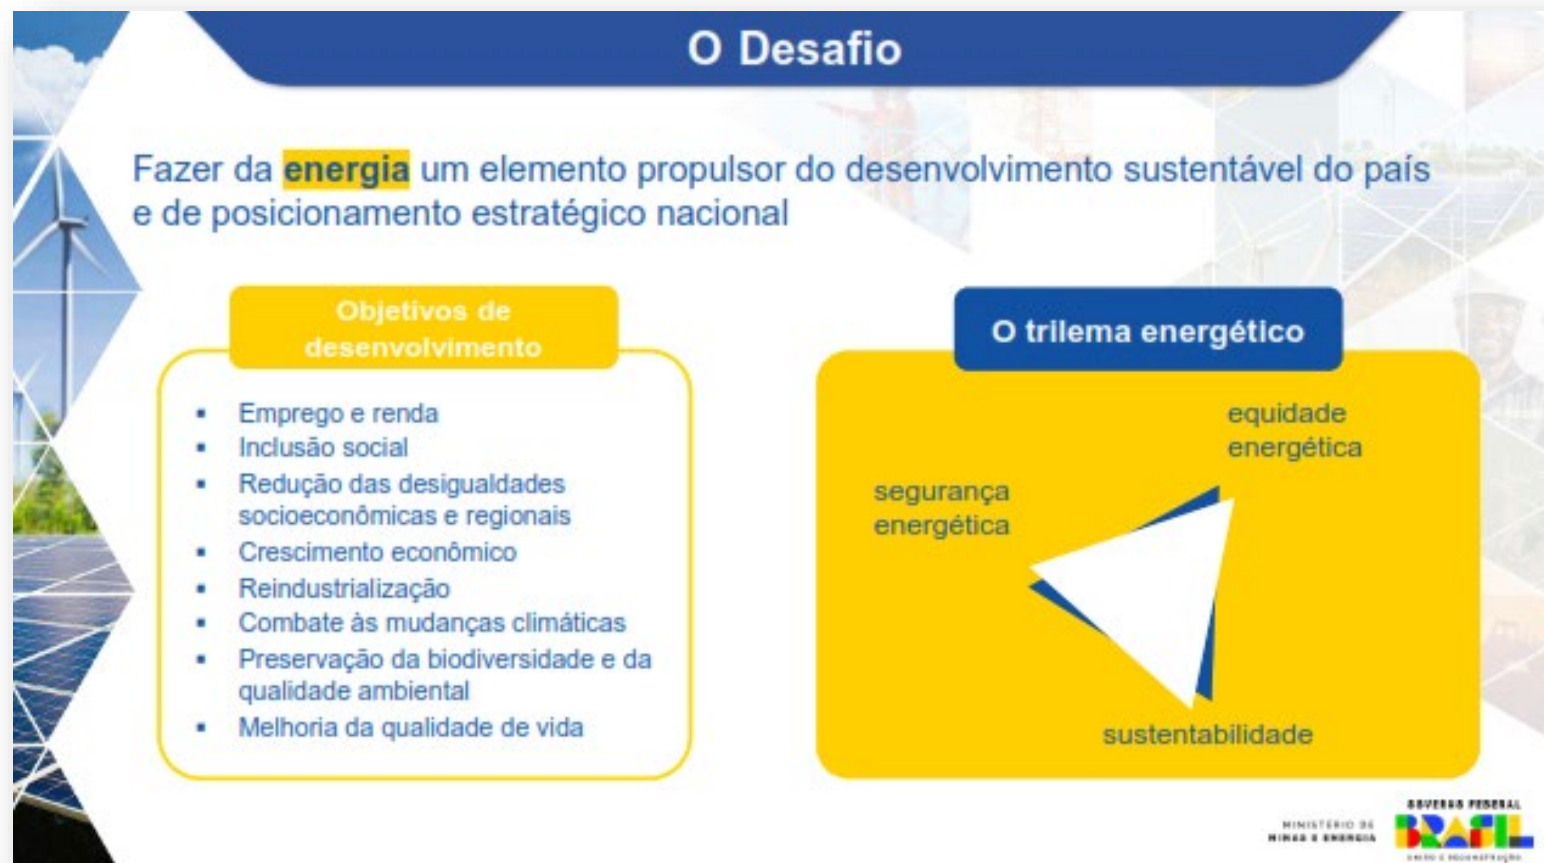 O Desafio
Fazer da energia um elemento propulsor do desenvolvimento sustentável do país
e de posicionamento estratégico nacional
Objetivos de
desenvolvimento
▪ Emprego e renda
▪ Inclusão social
▪ Redução das desigualdades
socioeconômicas e regionais
▪ Crescimento econômico
▪ Reindustrialização
▪ Combate às mudanças climáticas
▪ Preservação da biodiversidade e da
qualidade ambiental
▪ Melhoria da qualidade de vida
O trilema energético
equidade
energética
segurança
energética
sustentabilidade
MINISTÉRIO DE
MINAS E ENERGIA
GOVERNO FEDERAL
BRASIL
UNIÃO E RECONSTRUÇÃO